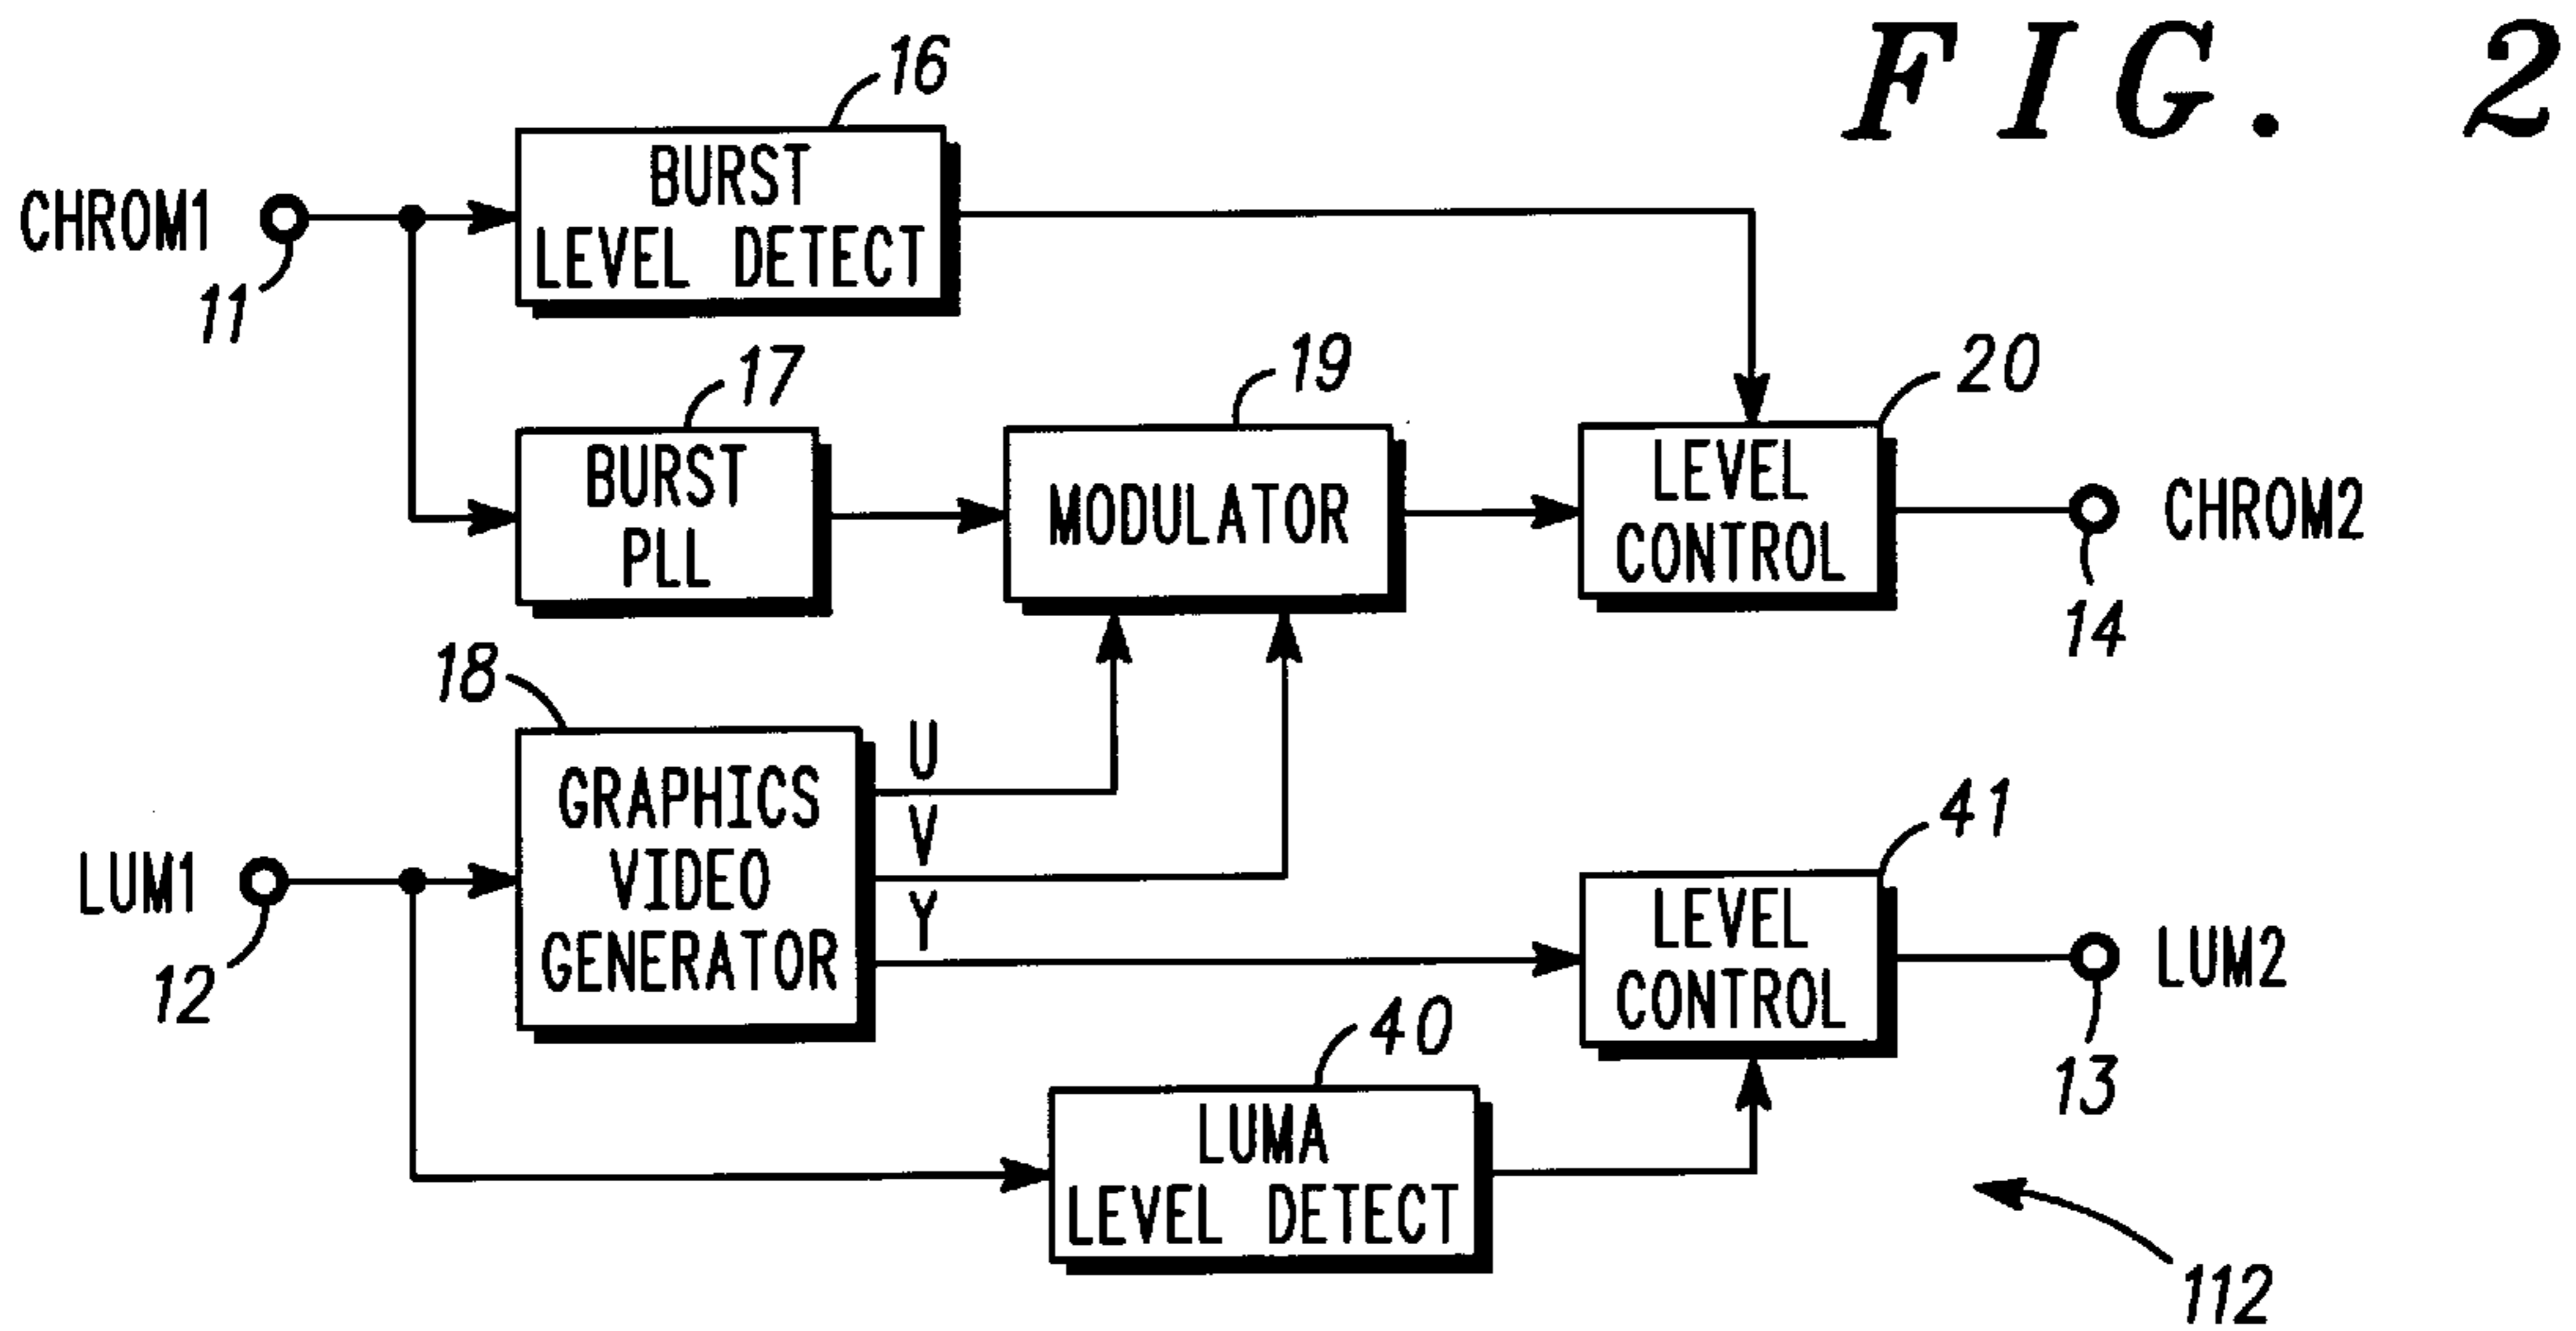 FIG. 2
16
BURST
LEVEL DETECT
CHROM1
11
17
BURST
PLL
19
MODULATOR
20
LEVEL
CONTROL
CHROM2
14
18
GRAPHICS
VIDEO
GENERATOR
U
V
Y
LUM1
12
41
LEVEL
CONTROL
LUM2
13
40
LUMA
LEVEL DETECT
112